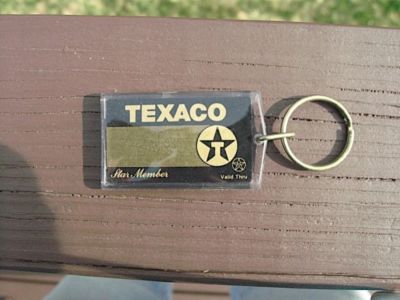 TEXACO
T
Star Member
Valid Thru